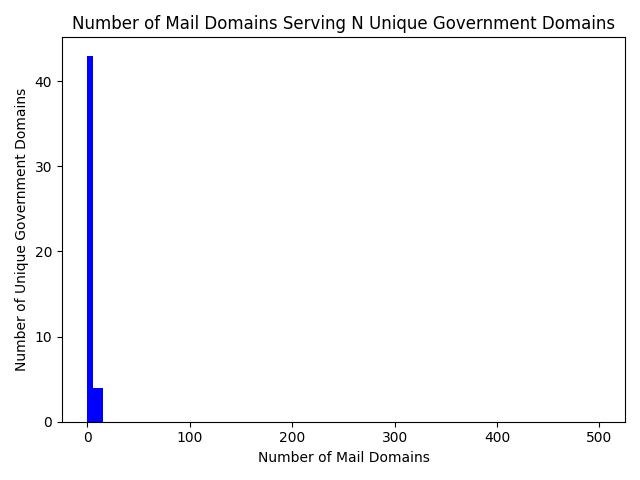 Number of Mail Domains Serving N Unique Government Domains
Number of Unique Government Domains
40
30
20
10
0
0 100 200 300 400 500
Number of Mail Domains